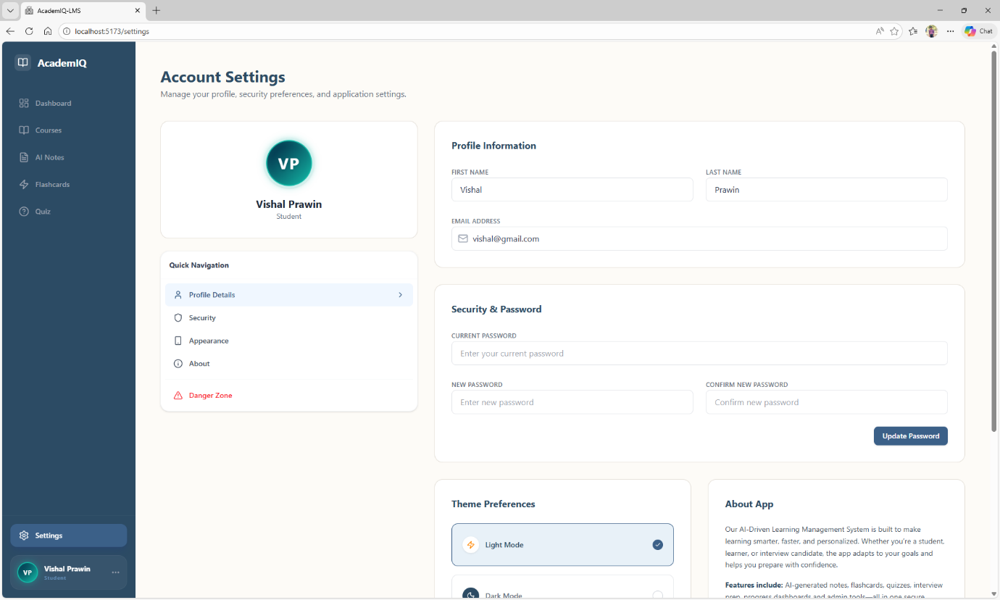 AcademIQ-LMS
localhost:5173/settings
Chat
AcademIQ
Dashboard
Courses
AI Notes
Flashcards
Quiz
Settings
VP
Vishal Prawin
Student
Account Settings
Manage your profile, security preferences, and application settings.
VP
Vishal Prawin
Student
Quick Navigation
Profile Details
Security
Appearance
About
Danger Zone
Profile Information
FIRST NAME
Vishal
LAST NAME
Prawin
EMAIL ADDRESS
vishal@gmail.com
Security & Password
CURRENT PASSWORD
Enter your current password
NEW PASSWORD
Enter new password
CONFIRM NEW PASSWORD
Confirm new password
Update Password
Theme Preferences
Light Mode
Dark Mode
About App
Our AI-Driven Learning Management System is built to make
learning smarter, faster, and personalized. Whether you're a student,
learner, or interview candidate, the app adapts to your goals and
helps you prepare with confidence.
Features include: AI-generated notes, flashcards, quizzes, interview
prep, progress dashboards and admin tools—all in one secure